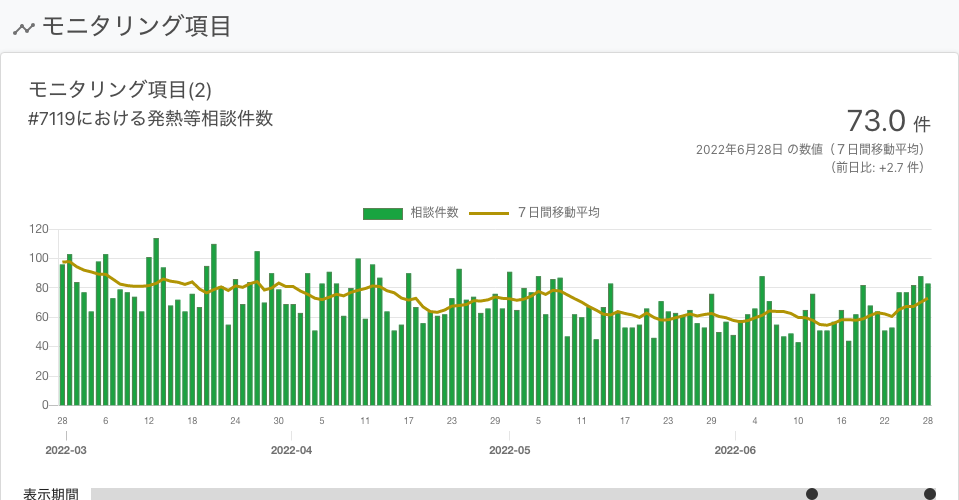 モニタリング項目
モニタリング項目(2)
#7119における発熱等相談件数
73.0 件
2022年6月28日 の数値（７日間移動平均）
（前日比: +2.7 件）
相談件数 ７日間移動平均
120
100
80
60
40
20
0
28 6 12 18 24 30 5 11 17 23 29 5 11 17 23 29 4 10 16 22 28
2022-03 2022-04 2022-05 2022-06
表示期間